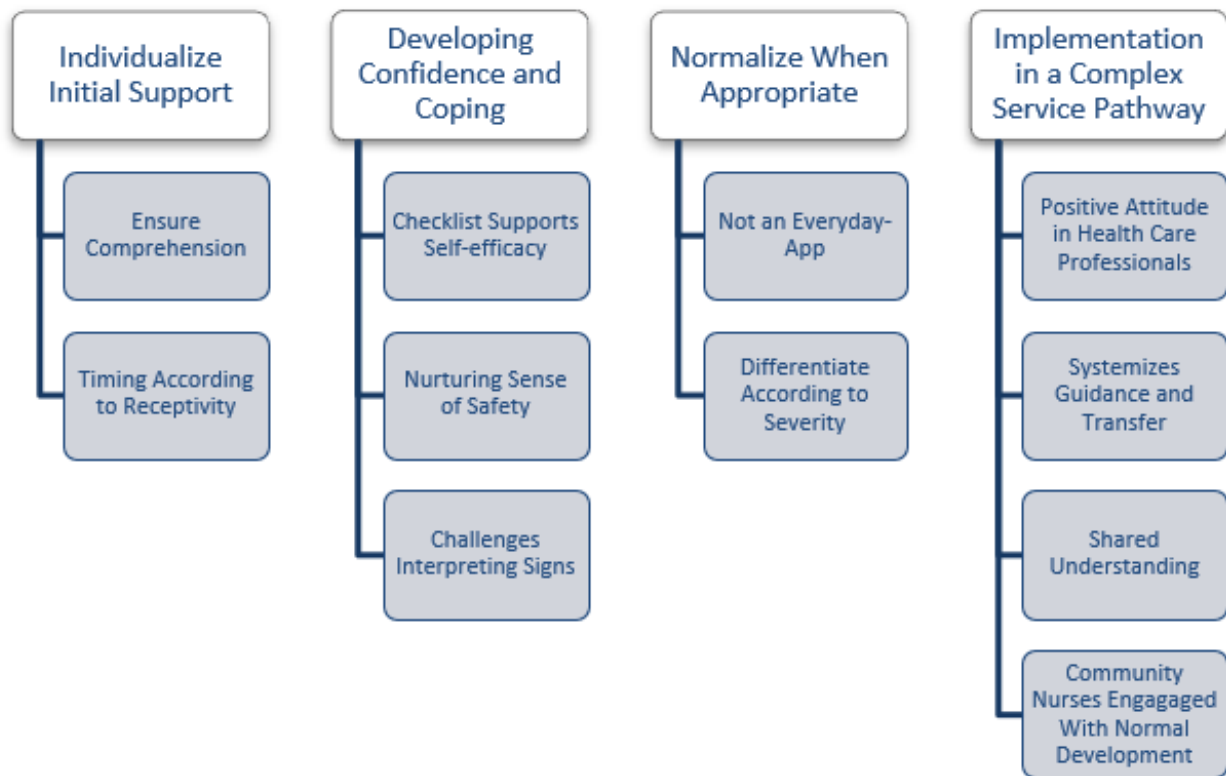 Individualize
Initial Support
Ensure
Comprehension
Timing According
to Receptivity
Developing
Confidence and
Coping
Checklist Supports
Self-efficacy
Nurturing Sense
of Safety
Challenges
Interpreting Signs
Normalize When
Appropriate
Not an Everyday-
App
Differentiate
According to
Severity
Implementation
in a Complex
Service Pathway
Positive Attitude
in Health Care
Professionals
Systemizes
Guidance and
Transfer
Shared
Understanding
Community
Nurses Engagaged
With Normal
Development